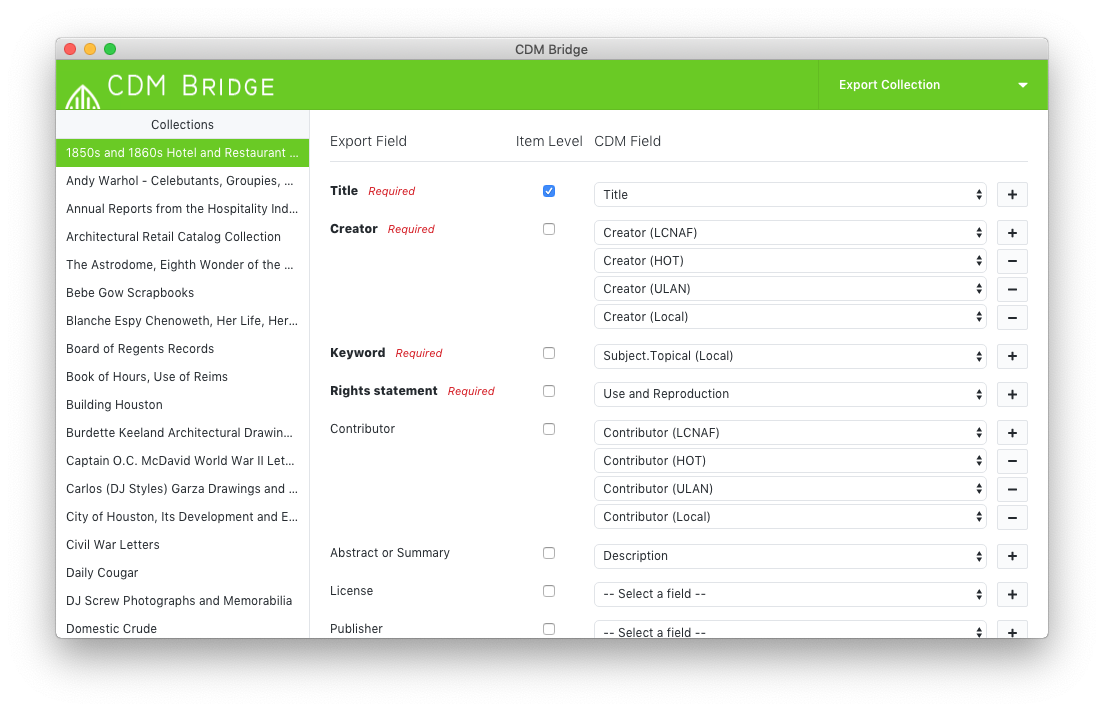 CDM Bridge
CDM BRIDGE
Export Collection
Collections
1850s and 1860s Hotel and Restaurant ...
Andy Warhol - Celebutants, Groupies, ...
Annual Reports from the Hospitality Ind...
Architectural Retail Catalog Collection
The Astrodome, Eighth Wonder of the ...
Bebe Gow Scrapbooks
Blanche Espy Chenoweth, Her Life, Her...
Board of Regents Records
Book of Hours, Use of Reims
Building Houston
Burdette Keeland Architectural Drawin...
Captain O.C. McDavid World War II Let...
Carlos (DJ Styles) Garza Drawings and ...
City of Houston, Its Development and E...
Civil War Letters
Daily Cougar
DJ Screw Photographs and Memorabilia
Domestic Crude
Export Field Item Level CDM Field
Title Required Title +
Creator Required Creator (LCNAF) +
Creator (HOT) −
Creator (ULAN) −
Creator (Local) −
Keyword Required Subject.Topical (Local) +
Rights statement Required Use and Reproduction +
Contributor Contributor (LCNAF) +
Contributor (HOT) −
Contributor (ULAN) −
Contributor (Local) −
Abstract or Summary Description +
License -- Select a field -- +
Publisher -- Select a field -- +